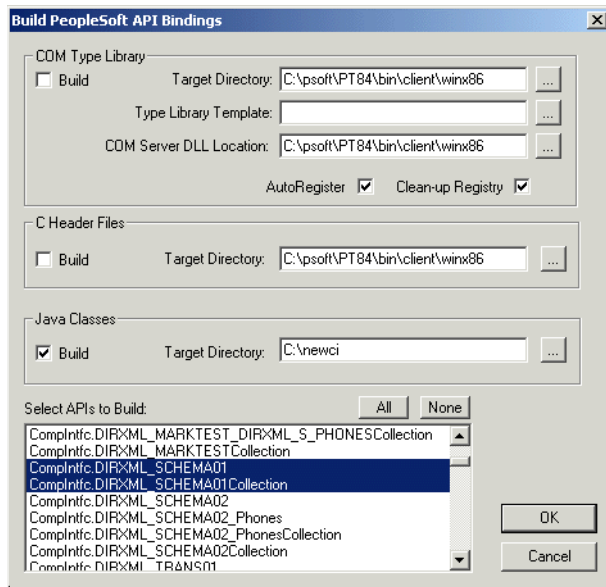 Build PeopleSoft API Bindings
COM Type Library
Build Target Directory: C:\psoft\PT84\bin\client\winx86 ...
Type Library Template: ...
COM Server DLL Location: C:\psoft\PT84\bin\client\winx86 ...
AutoRegister Clean-up Registry
C Header Files
Build Target Directory: C:\psoft\PT84\bin\client\winx86 ...
Java Classes
Build Target Directory: C:\newci ...
Select APIs to Build: All None
CompIntfc.DIRXML_MARKTEST_DIRXML_S_PHONESCollection
CompIntfc.DIRXML_MARKTESTCollection
CompIntfc.DIRXML_SCHEMA01
CompIntfc.DIRXML_SCHEMA01Collection
CompIntfc.DIRXML_SCHEMA02
CompIntfc.DIRXML_SCHEMA02_Phones
CompIntfc.DIRXML_SCHEMA02_PhonesCollection
CompIntfc.DIRXML_SCHEMA02Collection
CompIntfc.DIRXML_TRANS01
OK
Cancel